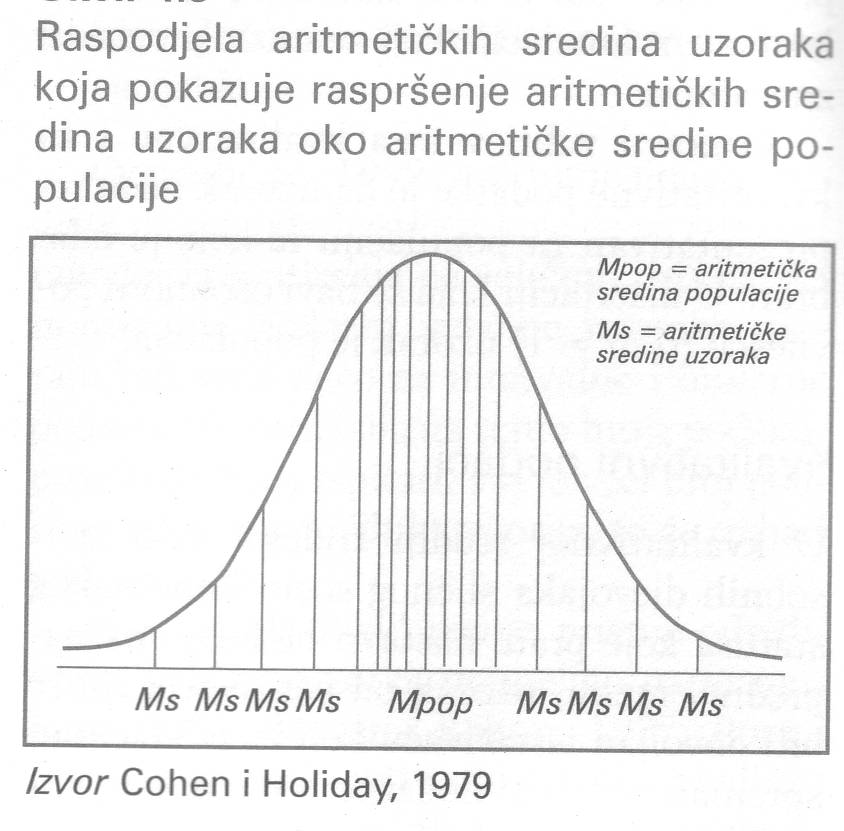 Raspodjela aritmetičkih sredina uzoraka
koja pokazuje raspršenje aritmetičkih sre-
dina uzoraka oko aritmetičke sredine po-
pulacije
Mpop = aritmetička
sredina populacije
Ms = aritmetičke
sredine uzoraka
Ms Ms Ms Ms Mpop Ms Ms Ms Ms
Izvor Cohen i Holiday, 1979